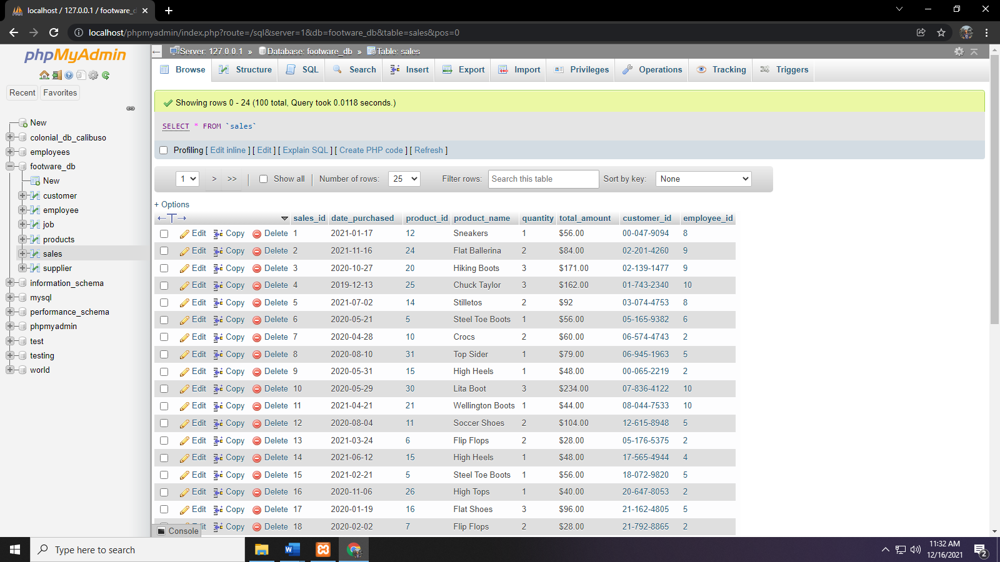 localhost / 127.0.0.1 / footware_d
localhost/phpmyadmin/index.php?route=/sql&server=1&db=footware_db&table=sales&pos=0
phpMyAdmin
Recent Favorites
New
colonial_db_calibuso
employees
footware_db
New
customer
employee
job
products
sales
supplier
information_schema
mysql
performance_schema
phpmyadmin
test
testing
world
Server: 127.0.0.1 » Database: footware_db » Table: sales
Browse Structure SQL Search Insert Export Import Privileges Operations Tracking Triggers
Showing rows 0 - 24 (100 total, Query took 0.0118 seconds.)
SELECT * FROM `sales`
Profiling [ Edit inline ] [ Edit ] [ Explain SQL ] [ Create PHP code ] [ Refresh ]
1 > >> Show all Number of rows: 25 Filter rows: Search this table Sort by key: None
+ Options
←T→ sales_id date_purchased product_id product_name quantity total_amount customer_id employee_id
Edit Copy Delete 1 2021-01-17 12 Sneakers 1 $56.00 00-047-9094 8
Edit Copy Delete 2 2021-11-16 24 Flat Ballerina 2 $84.00 02-201-4260 9
Edit Copy Delete 3 2020-10-27 20 Hiking Boots 3 $171.00 02-139-1477 9
Edit Copy Delete 4 2019-12-13 25 Chuck Taylor 3 $162.00 01-743-2340 10
Edit Copy Delete 5 2021-07-02 14 Stilletos 2 $92 03-074-4753 8
Edit Copy Delete 6 2020-05-21 5 Steel Toe Boots 1 $56.00 05-165-9382 6
Edit Copy Delete 7 2020-04-28 10 Crocs 2 $60.00 06-574-4743 2
Edit Copy Delete 8 2020-08-10 31 Top Sider 1 $79.00 06-945-1963 5
Edit Copy Delete 9 2020-05-31 15 High Heels 1 $48.00 00-065-2219 2
Edit Copy Delete 10 2020-05-29 30 Lita Boot 3 $234.00 07-836-4122 10
Edit Copy Delete 11 2021-04-21 21 Wellington Boots 1 $44.00 08-044-7533 10
Edit Copy Delete 12 2020-08-04 11 Soccer Shoes 2 $104.00 12-615-8948 5
Edit Copy Delete 13 2021-03-24 6 Flip Flops 2 $28.00 05-176-5375 2
Edit Copy Delete 14 2021-06-12 15 High Heels 1 $48.00 17-565-4944 4
Edit Copy Delete 15 2021-02-21 5 Steel Toe Boots 1 $56.00 18-072-9820 5
Edit Copy Delete 16 2020-11-06 26 High Tops 1 $40.00 20-647-8053 2
Edit Copy Delete 17 2020-01-19 16 Flat Shoes 3 $96.00 21-162-4805 5
it Copy Delete 18 2020-02-02 7 Flip Flops 2 $28.00 21-792-8865 2
Console
Type here to search
11:32 AM
12/16/2021
2